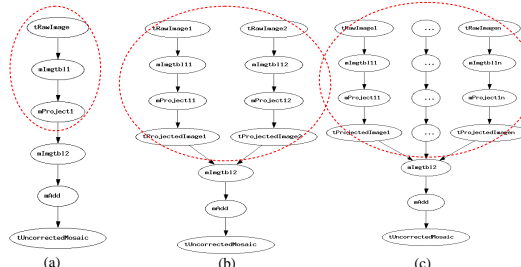 tRawImage
mImgtbl1
mProject1
mImgtbl2
mAdd
tUncorrectedMosaic
(a)
tRawImage1 tRawImage2
mImgtbl11 mImgtbl12
mProject11 mProject12
tProjectedImage1 tProjectedImage2
mImgtbl2
mAdd
tUncorrectedMosaic
(b)
tRawImage1 ... tRawImagen
mImgtbl11 ... mImgtbl1n
mProject11 ... mProject1n
tProjectedImage1 ... tProjectedImagen
mImgtbl2
mAdd
tUncorrectedMosaic
(c)